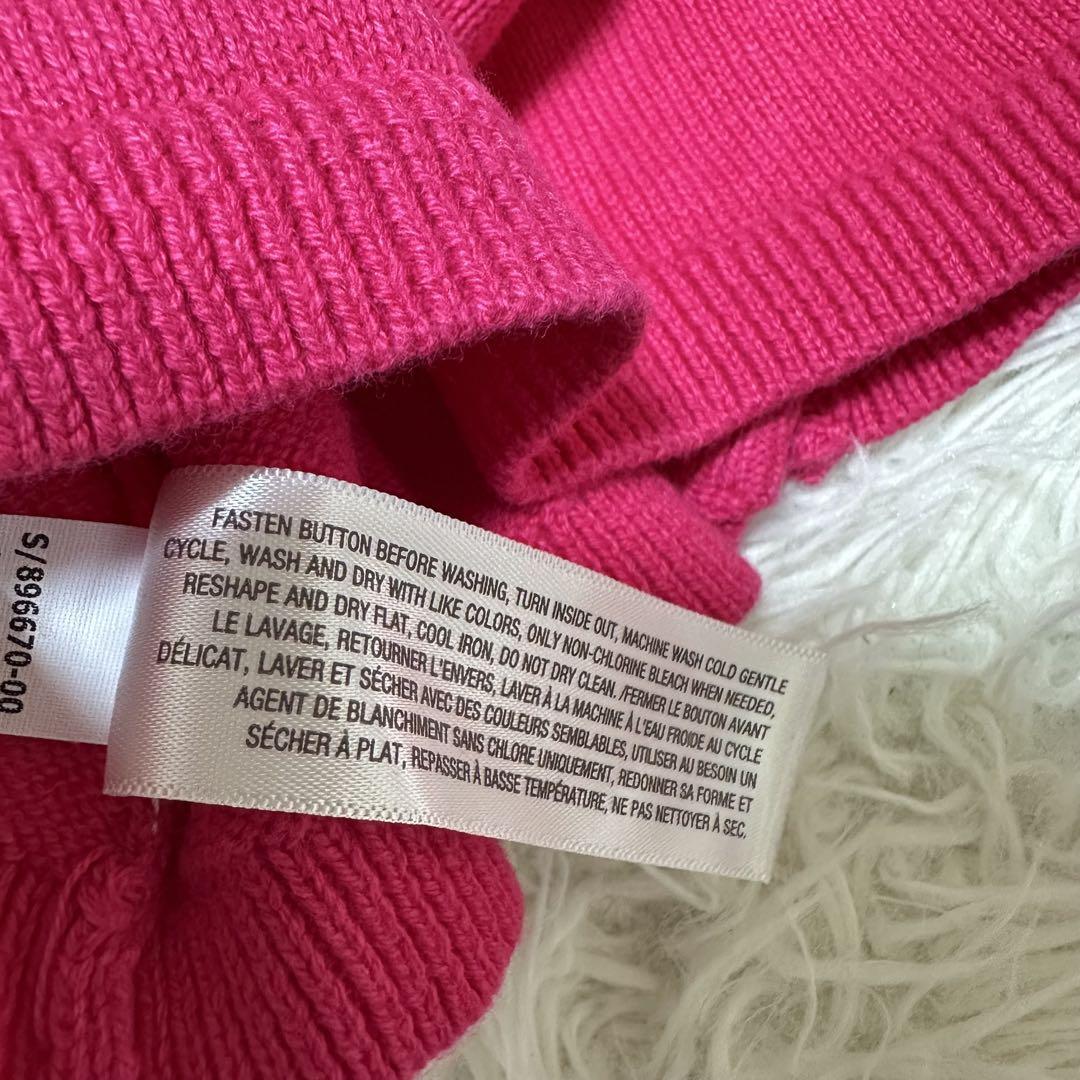 FASTEN BUTTON BEFORE WASHING, TURN INSIDE OUT, MACHINE WASH COLD GENTLE
CYCLE, WASH AND DRY WITH LIKE COLORS, ONLY NON-CHLORINE BLEACH WHEN NEEDED,
RESHAPE AND DRY FLAT, COOL IRON, DO NOT DRY CLEAN. /FERMER LE BOUTON AVANT
LE LAVAGE, RETOURNER L'ENVERS, LAVER À LA MACHINE À L'EAU FROIDE AU CYCLE
DÉLICAT, LAVER ET SÉCHER AVEC DES COULEURS SEMBLABLES, UTILISER AU BESOIN UN
AGENT DE BLANCHIMENT SANS CHLORE UNIQUEMENT, REDONNER SA FORME ET
SÉCHER À PLAT, REPASSER À BASSE TEMPÉRATURE, NE PAS NETTOYER À SEC.
S/896670-00